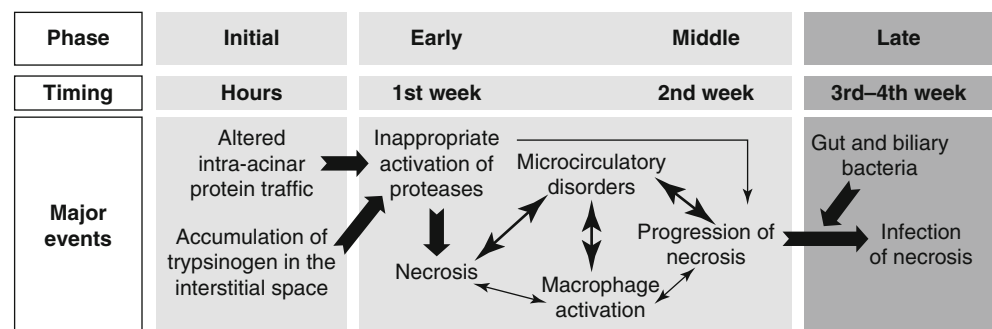 Phase
Initial
Early
Middle
Late
Timing
Hours
1st week
2nd week
3rd–4th week
Major
events
Altered
intra-acinar
protein traffic
Accumulation of
trypsinogen in the
interstitial space
Inappropriate
activation of
proteases
Necrosis
Microcirculatory
disorders
Macrophage
activation
Progression of
necrosis
Gut and biliary
bacteria
Infection
of necrosis